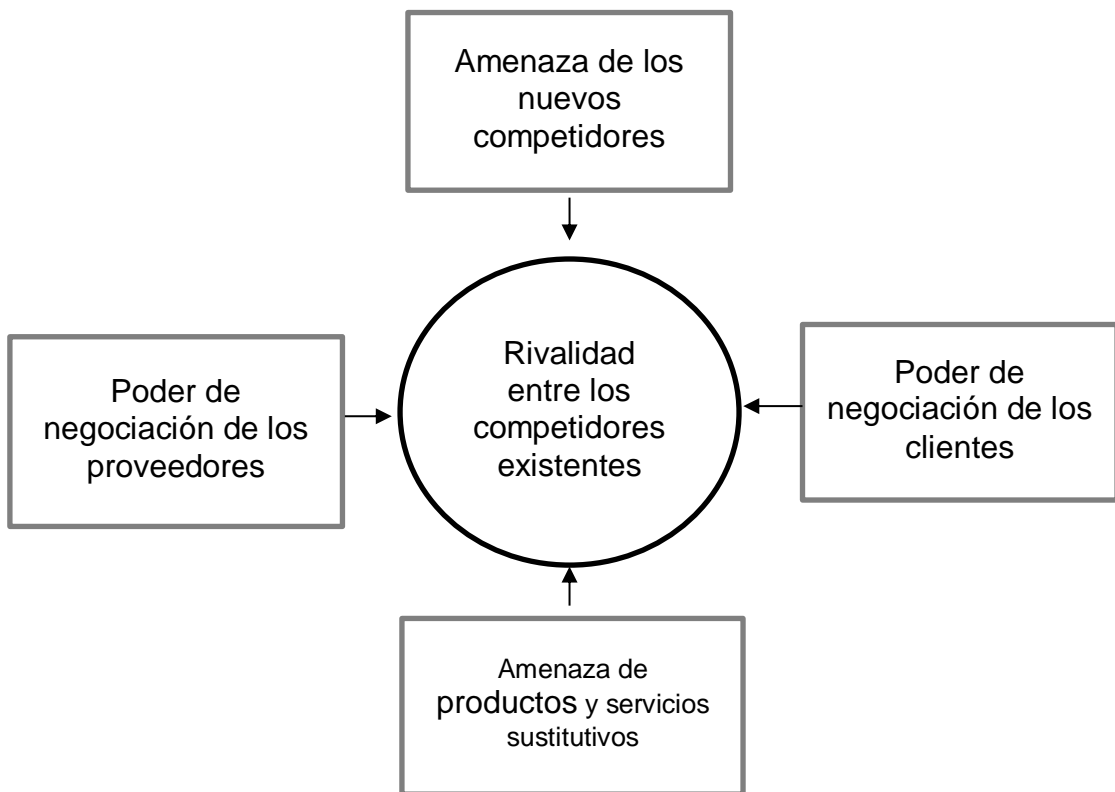 Amenaza de los
nuevos
competidores
Poder de
negociación de los
proveedores
Rivalidad
entre los
competidores
existentes
Poder de
negociación de los
clientes
Amenaza de
productos y servicios
sustitutivos